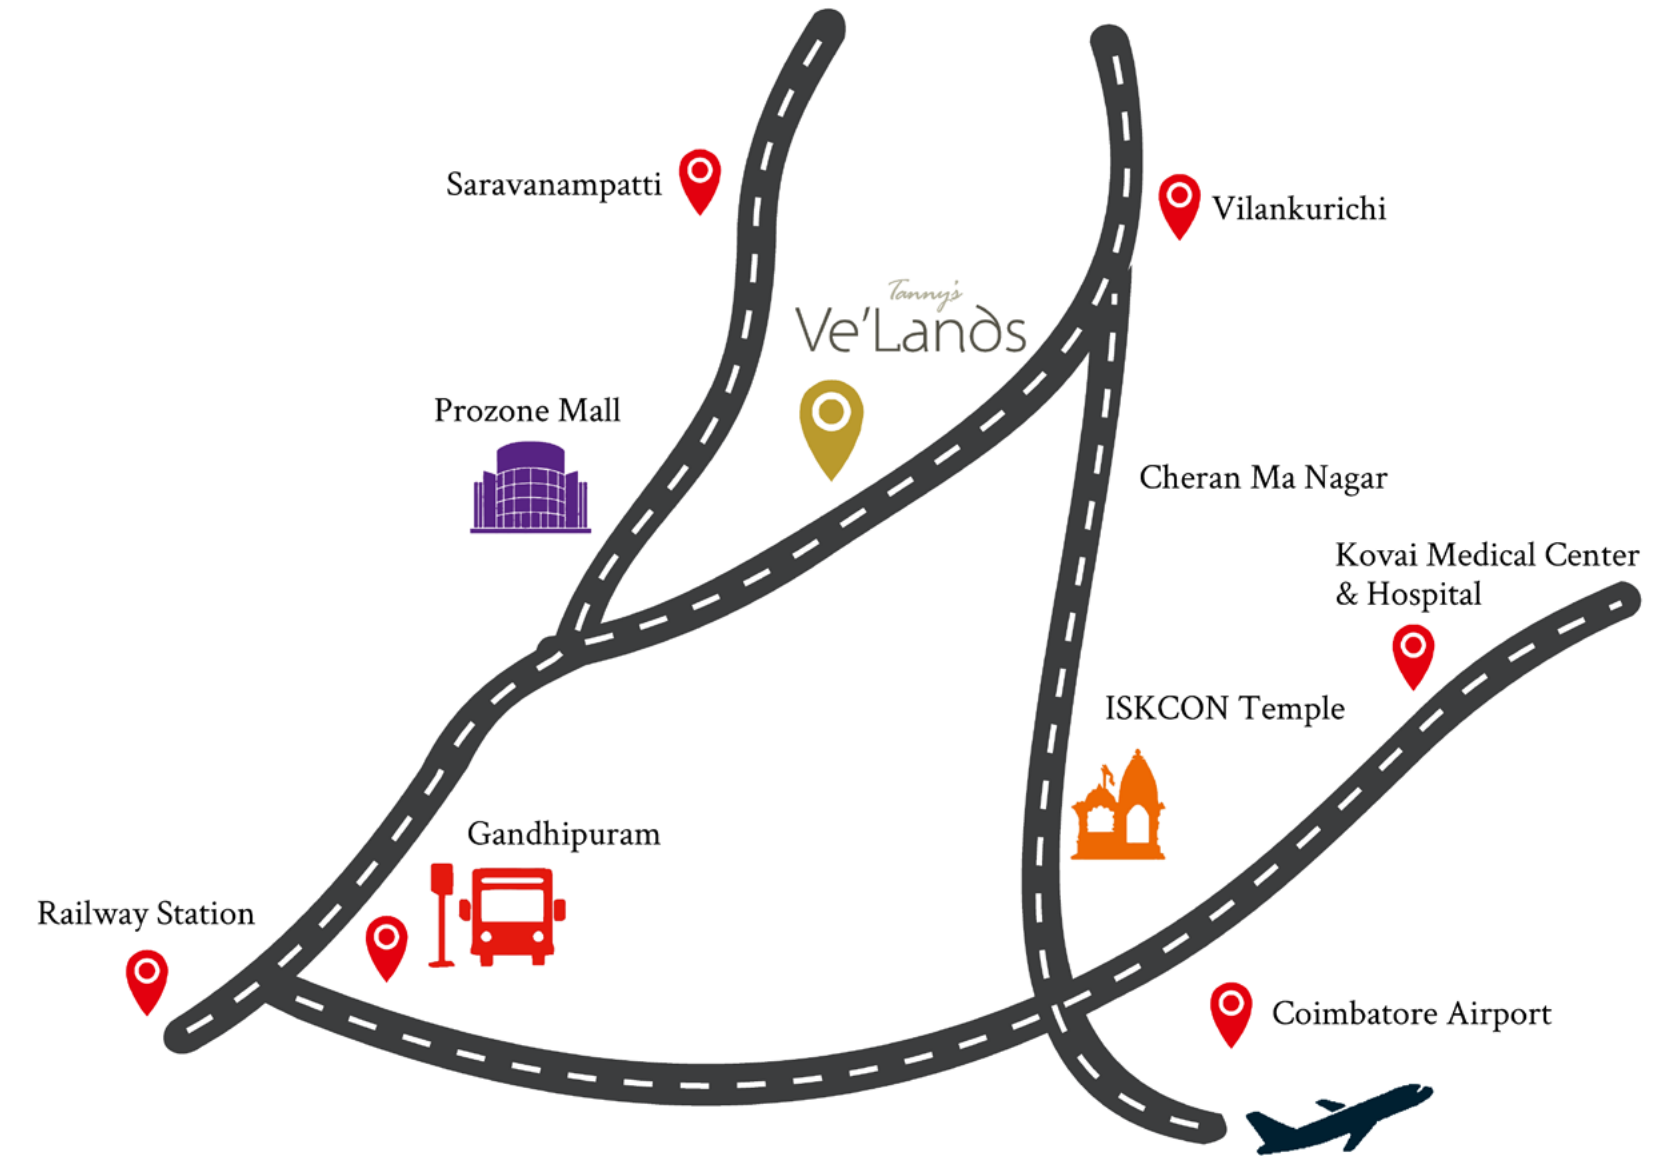 Saravanampatti
Vilankurichi
Tanny's
Ve'Lands
Prozone Mall
Cheran Ma Nagar
Kovai Medical Center
& Hospital
ISKCON Temple
Gandhipuram
Railway Station
Coimbatore Airport